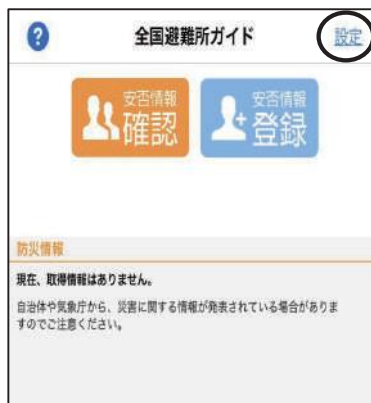 ?
全国避難所ガイド
設定
安否情報
確認
安否情報
登録
防災情報
現在、取得情報はありません。
自治体や気象庁から、災害に関する情報が発表されている場合がありま
すのでご注意ください。